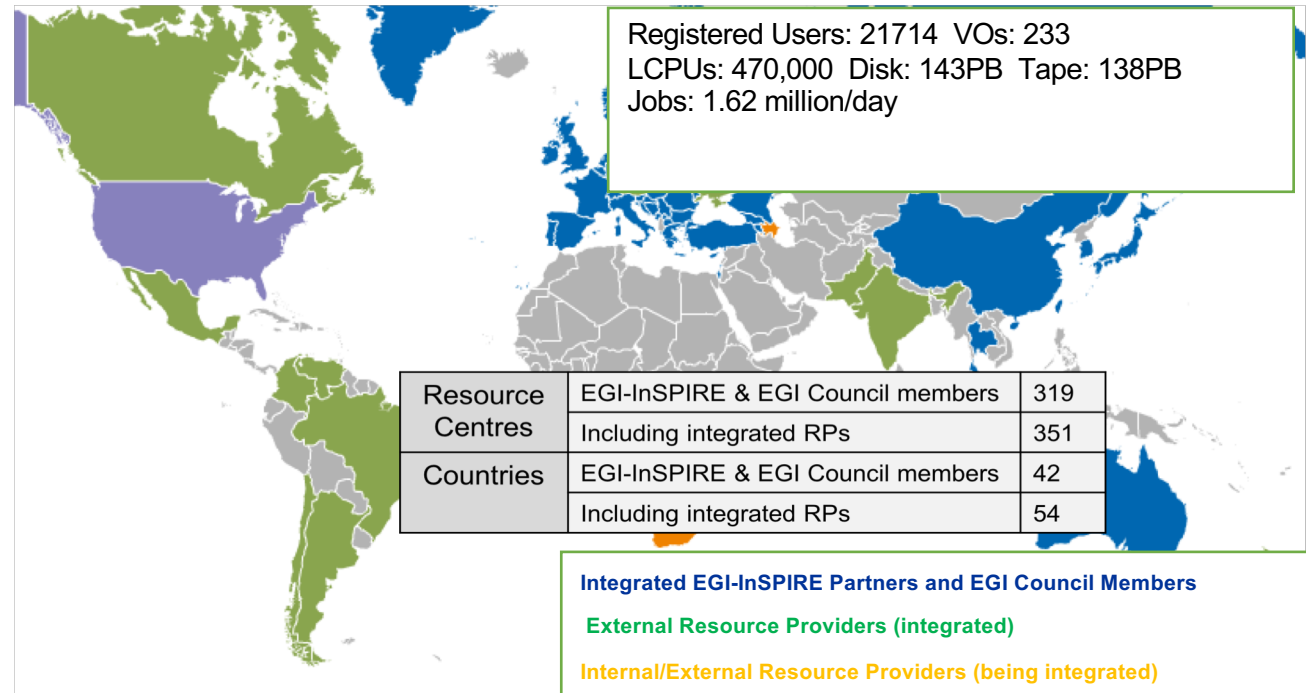 Registered Users: 21714 VOs: 233
LCPUs: 470,000 Disk: 143PB Tape: 138PB
Jobs: 1.62 million/day
Resource Centres EGI-InSPIRE & EGI Council members 319
Including integrated RPs 351
Countries EGI-InSPIRE & EGI Council members 42
Including integrated RPs 54
Integrated EGI-InSPIRE Partners and EGI Council Members
External Resource Providers (integrated)
Internal/External Resource Providers (being integrated)